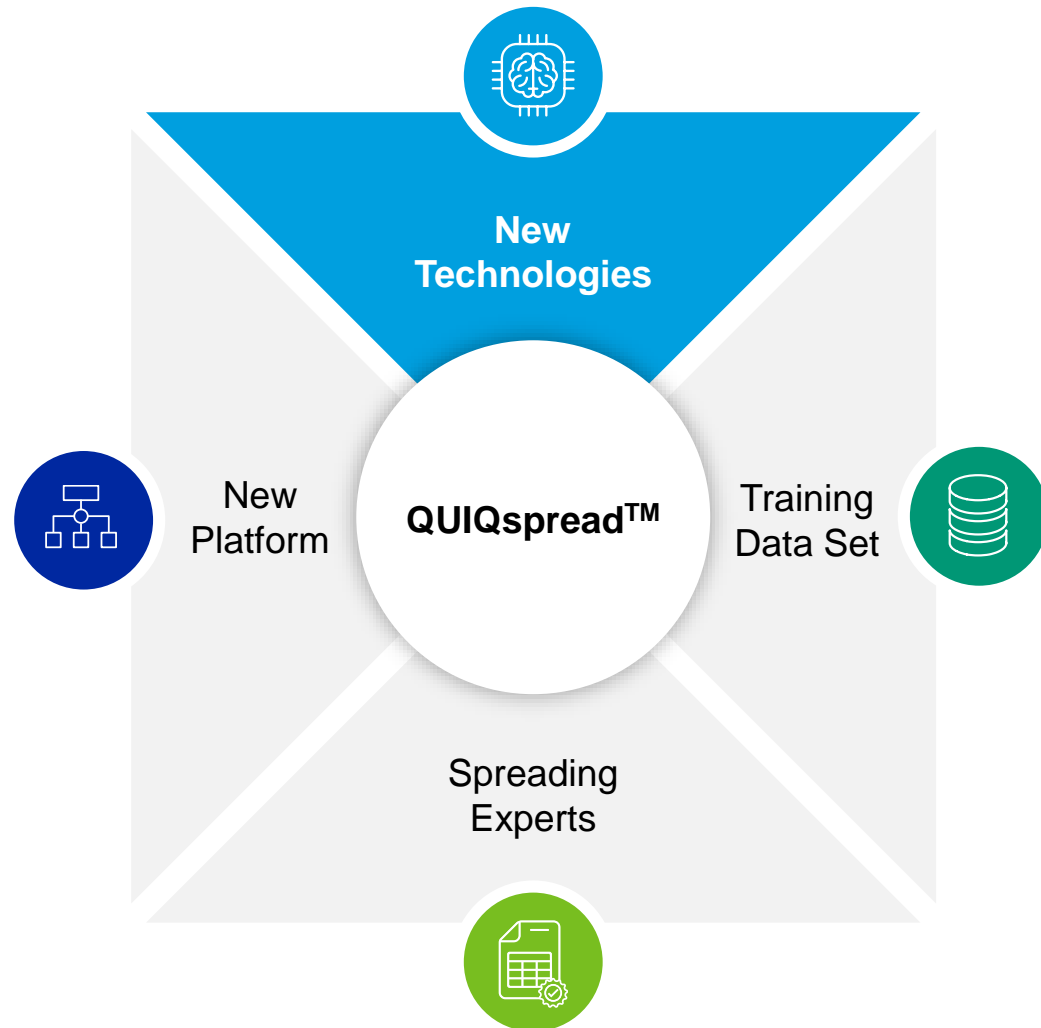 New
Technologies
New
Platform
QUIQspread™
Training
Data Set
Spreading
Experts